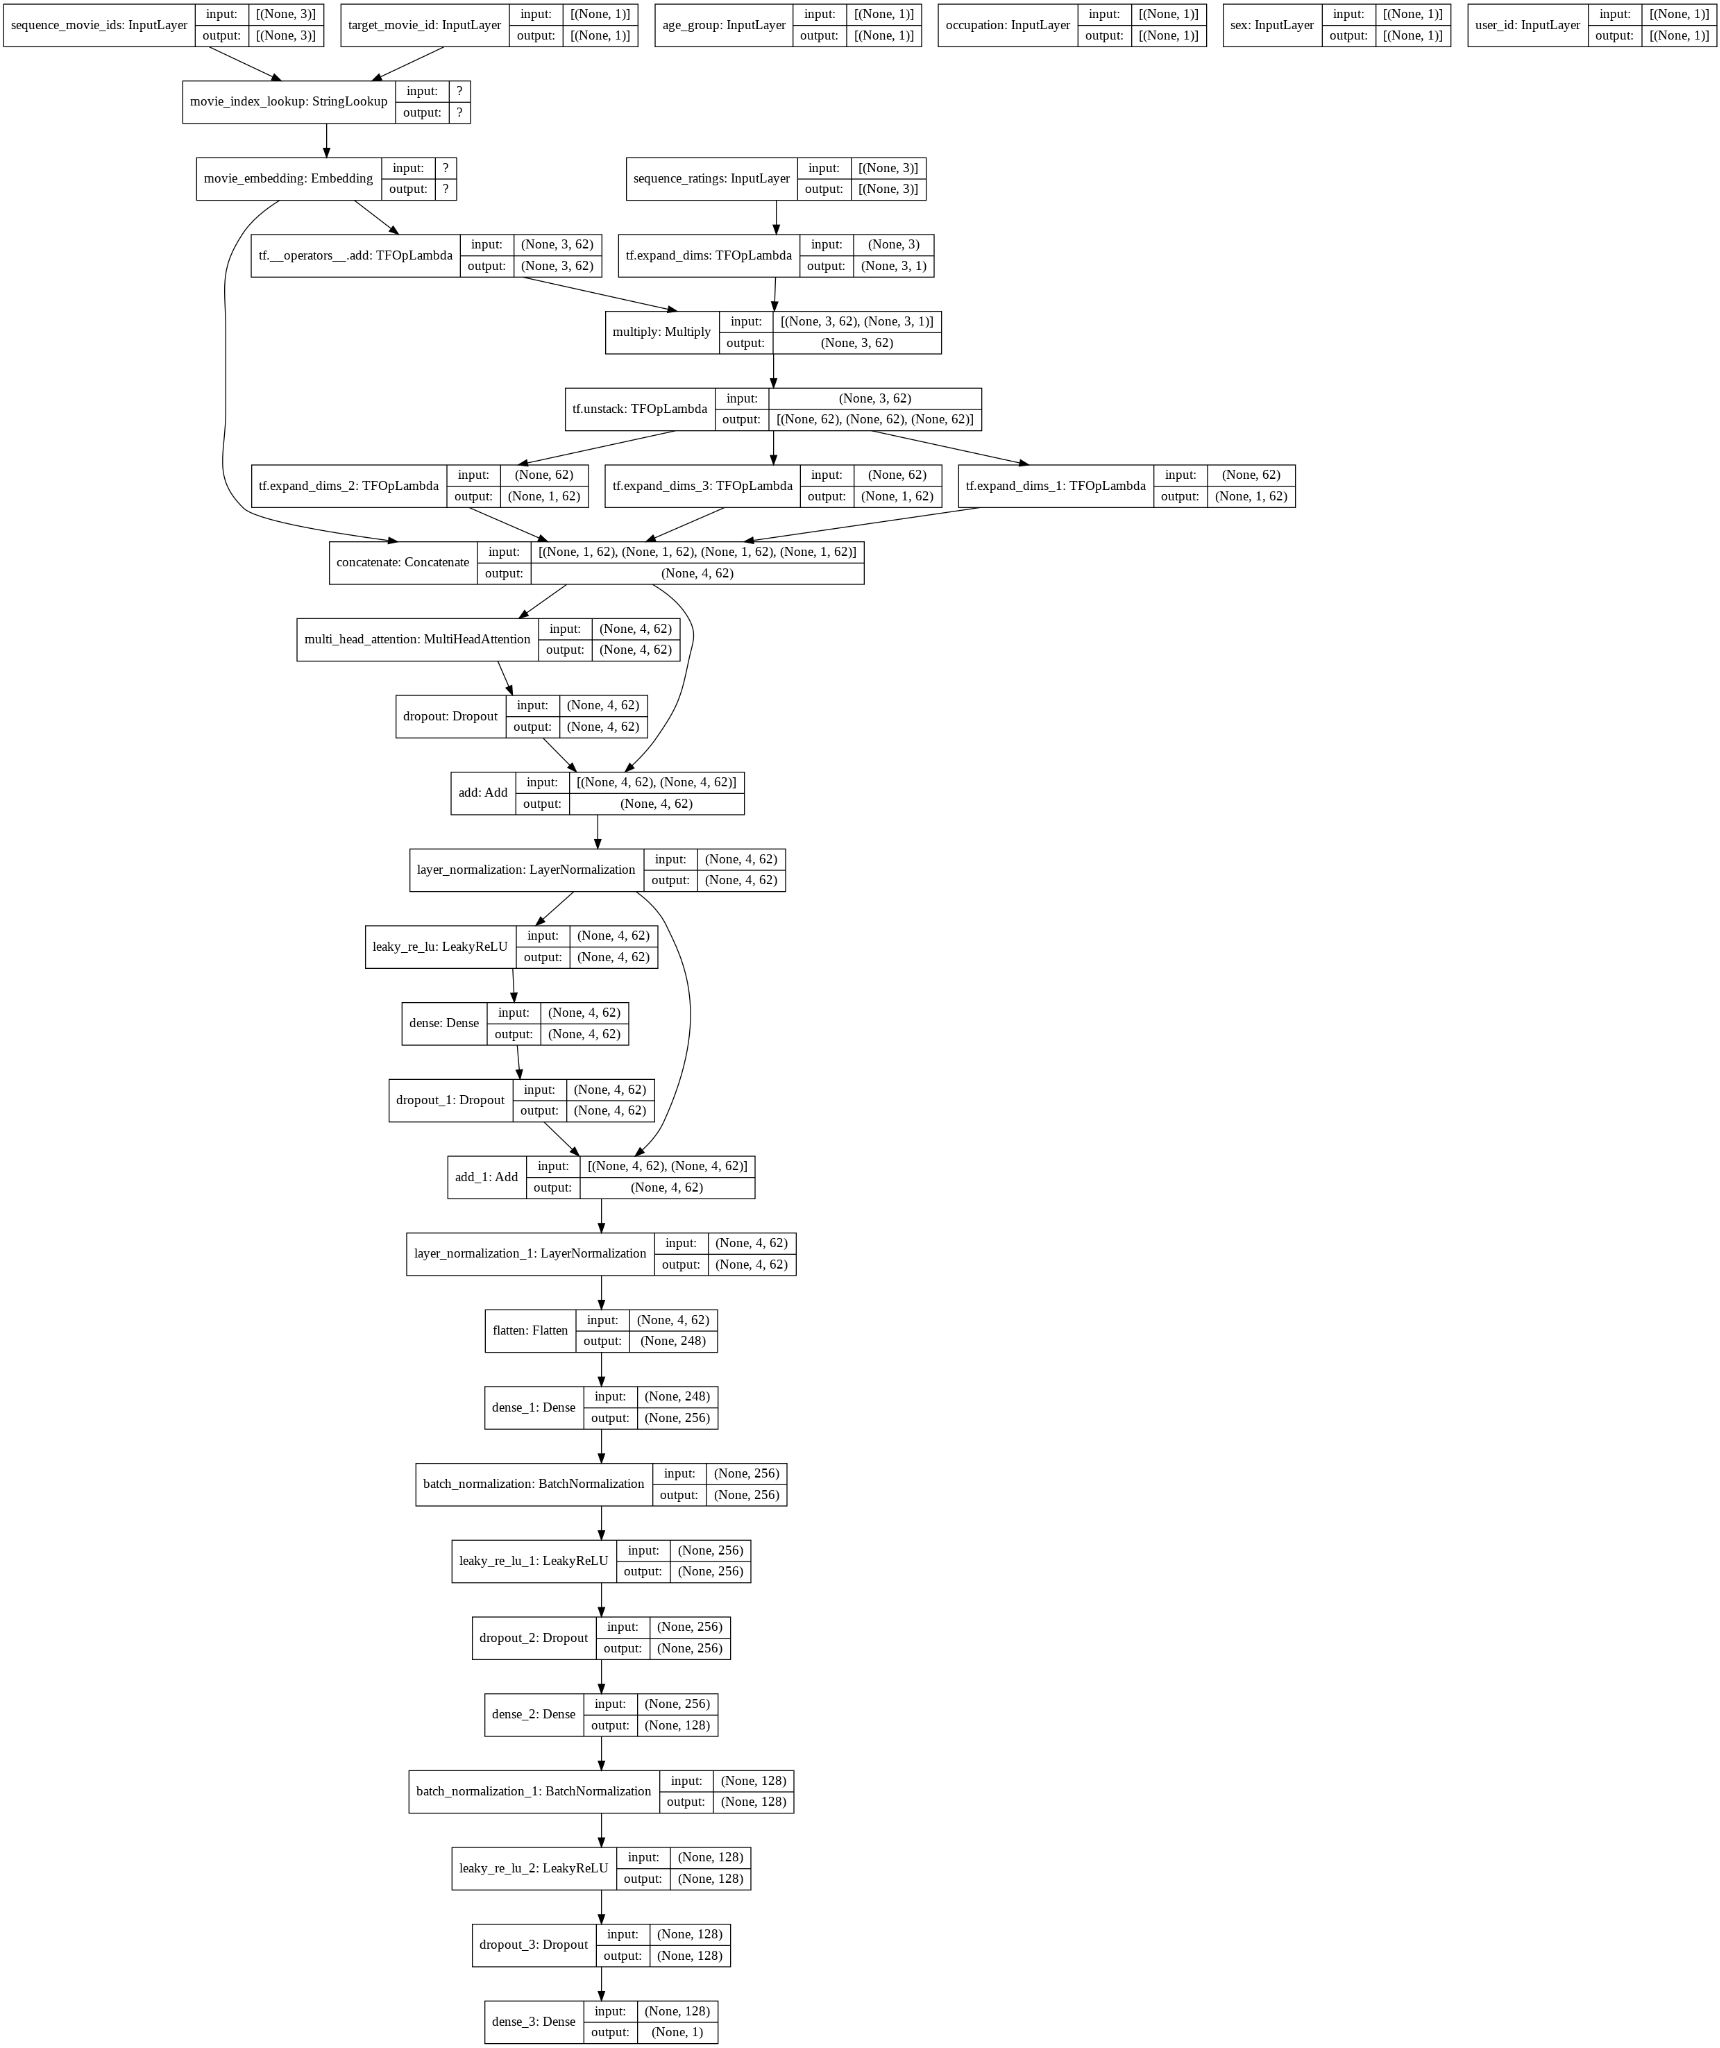 sequence_movie_ids: InputLayer input: [(None, 3)]
output: [(None, 3)]
target_movie_id: InputLayer input: [(None, 1)]
output: [(None, 1)]
age_group: InputLayer input: [(None, 1)]
output: [(None, 1)]
occupation: InputLayer input: [(None, 1)]
output: [(None, 1)]
sex: InputLayer input: [(None, 1)]
output: [(None, 1)]
user_id: InputLayer input: [(None, 1)]
output: [(None, 1)]
movie_index_lookup: StringLookup input: ?
output: ?
movie_embedding: Embedding input: ?
output: ?
sequence_ratings: InputLayer input: [(None, 3)]
output: [(None, 3)]
tf.__operators__.add: TFOpLambda input: (None, 3, 62)
output: (None, 3, 62)
tf.expand_dims: TFOpLambda input: (None, 3)
output: (None, 3, 1)
multiply: Multiply input: [(None, 3, 62), (None, 3, 1)]
output: (None, 3, 62)
tf.unstack: TFOpLambda input: (None, 3, 62)
output: [(None, 62), (None, 62), (None, 62)]
tf.expand_dims_2: TFOpLambda input: (None, 62)
output: (None, 1, 62)
tf.expand_dims_3: TFOpLambda input: (None, 62)
output: (None, 1, 62)
tf.expand_dims_1: TFOpLambda input: (None, 62)
output: (None, 1, 62)
concatenate: Concatenate input: [(None, 1, 62), (None, 1, 62), (None, 1, 62), (None, 1, 62)]
output: (None, 4, 62)
multi_head_attention: MultiHeadAttention input: (None, 4, 62)
output: (None, 4, 62)
dropout: Dropout input: (None, 4, 62)
output: (None, 4, 62)
add: Add input: [(None, 4, 62), (None, 4, 62)]
output: (None, 4, 62)
layer_normalization: LayerNormalization input: (None, 4, 62)
output: (None, 4, 62)
leaky_re_lu: LeakyReLU input: (None, 4, 62)
output: (None, 4, 62)
dense: Dense input: (None, 4, 62)
output: (None, 4, 62)
dropout_1: Dropout input: (None, 4, 62)
output: (None, 4, 62)
add_1: Add input: [(None, 4, 62), (None, 4, 62)]
output: (None, 4, 62)
layer_normalization_1: LayerNormalization input: (None, 4, 62)
output: (None, 4, 62)
flatten: Flatten input: (None, 4, 62)
output: (None, 248)
dense_1: Dense input: (None, 248)
output: (None, 256)
batch_normalization: BatchNormalization input: (None, 256)
output: (None, 256)
leaky_re_lu_1: LeakyReLU input: (None, 256)
output: (None, 256)
dropout_2: Dropout input: (None, 256)
output: (None, 256)
dense_2: Dense input: (None, 256)
output: (None, 128)
batch_normalization_1: BatchNormalization input: (None, 128)
output: (None, 128)
leaky_re_lu_2: LeakyReLU input: (None, 128)
output: (None, 128)
dropout_3: Dropout input: (None, 128)
output: (None, 128)
dense_3: Dense input: (None, 128)
output: (None, 1)